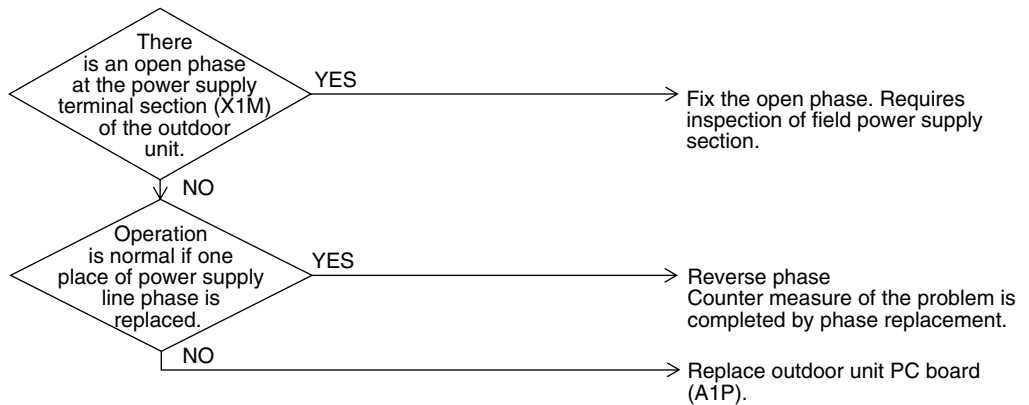 There
is an open phase
at the power supply
terminal section (X1M)
of the outdoor
unit.
YES
Fix the open phase. Requires
inspection of field power supply
section.
NO
Operation
is normal if one
place of power supply
line phase is
replaced.
YES
Reverse phase
Counter measure of the problem is
completed by phase replacement.
NO
Replace outdoor unit PC board
(A1P).